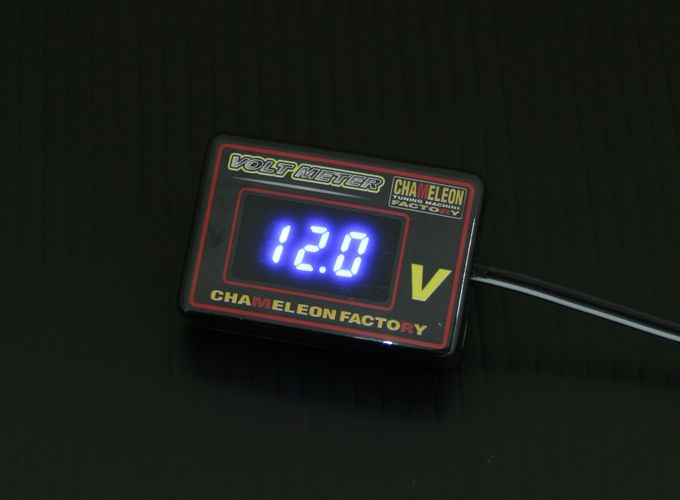 VOLT METER
CHAMELEON
TUNING MACHINE
FACTORY
12.0
V
CHAMELEON FACTORY